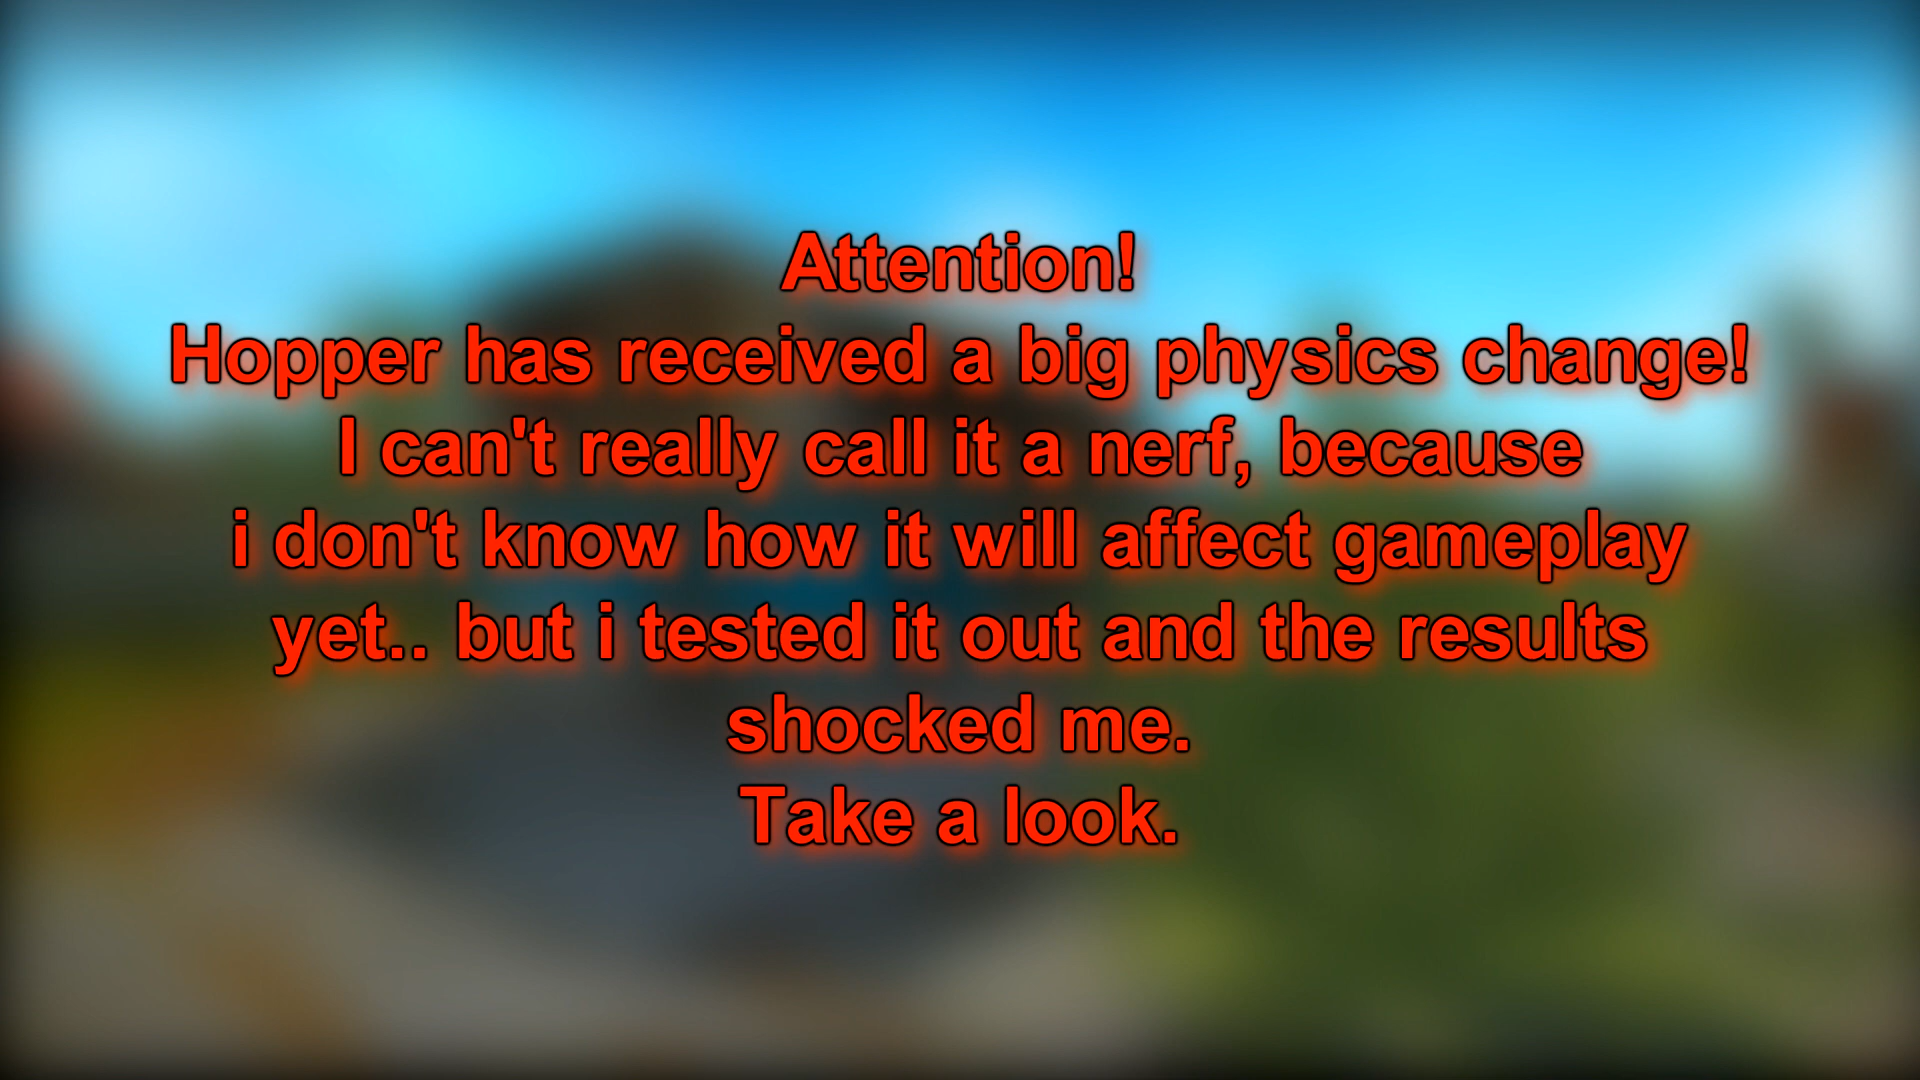 Attention!
Hopper has received a big physics change!
I can't really call it a nerf, because
i don't know how it will affect gameplay
yet.. but i tested it out and the results
shocked me.
Take a look.